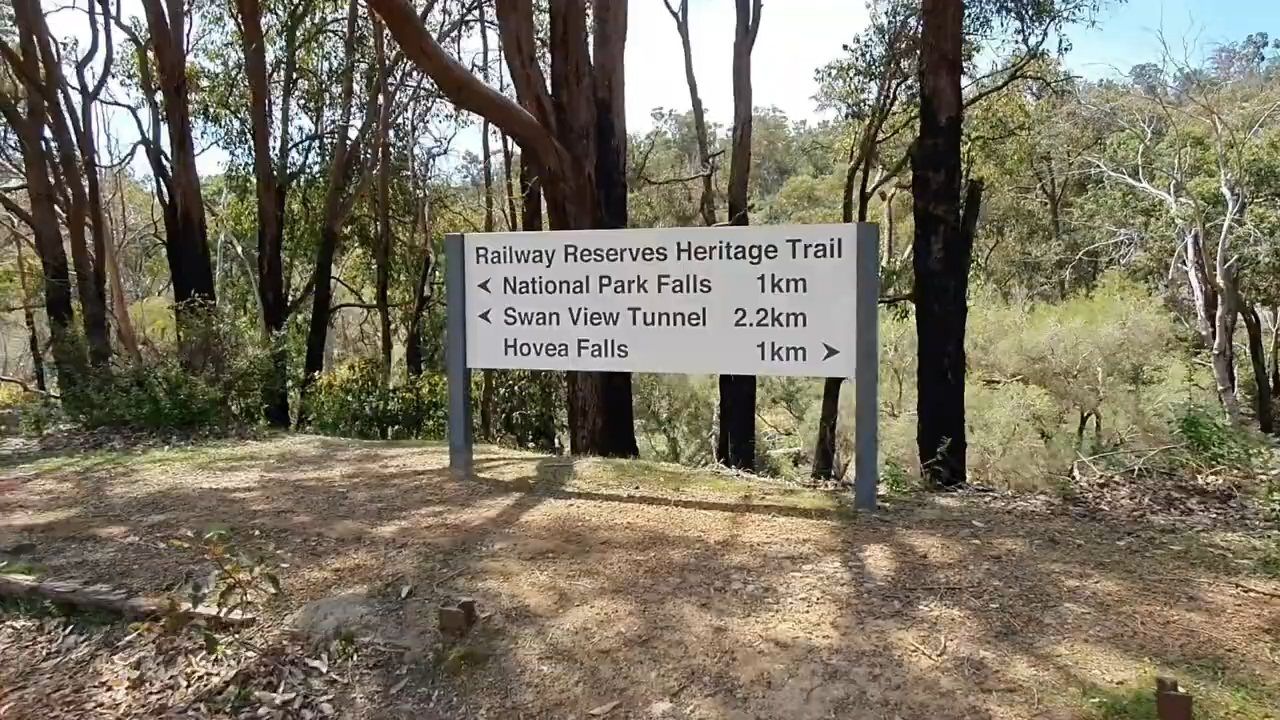 Railway Reserves Heritage Trail
National Park Falls 1km
Swan View Tunnel 2.2km
Hovea Falls 1km